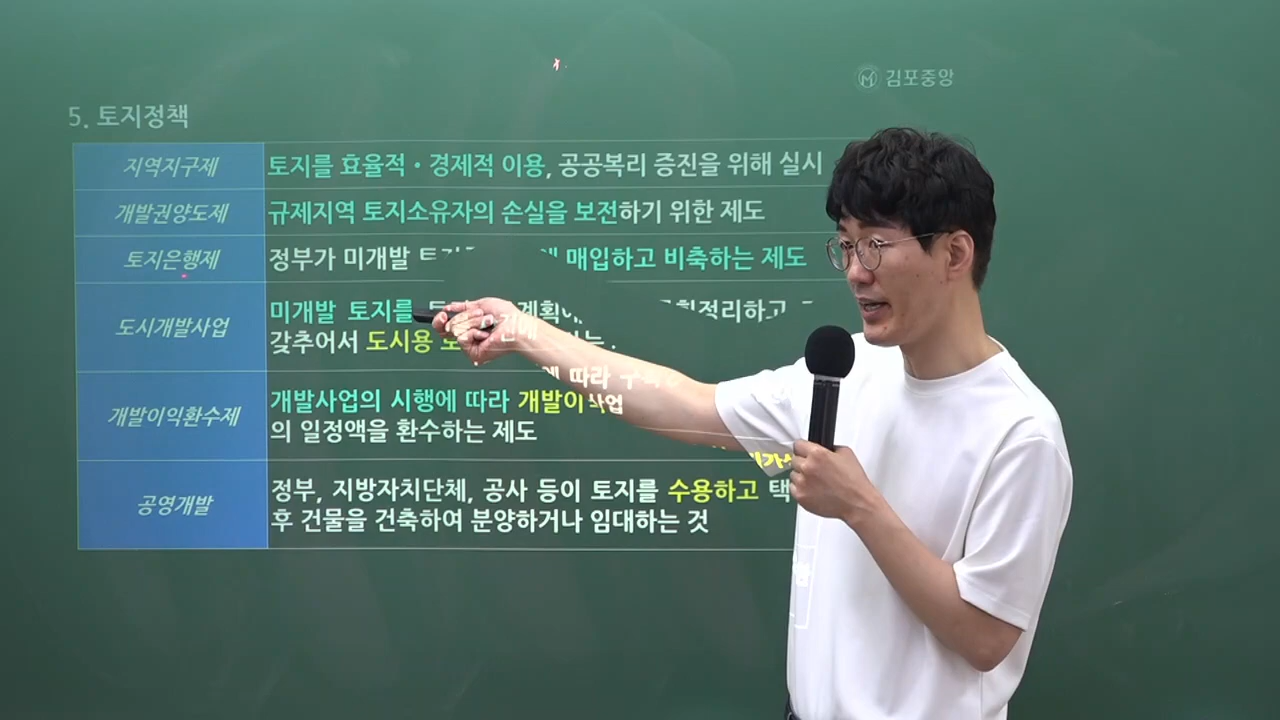 김포중앙
5. 토지정책
지역지구제
토지를 효율적·경제적 이용, 공공복리 증진을 위해 실시
개발권양도제
규제지역 토지소유자의 손실을 보전하기 위한 제도
토지은행제
정부가 미개발 매입하고 비축하는 제도
도시개발사업
미개발 토지를
갖추어서 도시용
개발이익환수제
개발사업의 시행에 따라
의 일정액을 환수하는 제도
공영개발
정부, 지방자치단체, 공사 등이 토지를 수용하고
후 건물을 건축하여 분양하거나 임대하는 것